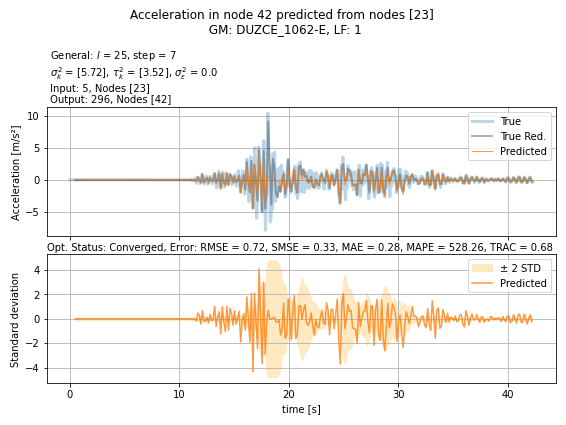 Acceleration in node 42 predicted from nodes [23]
GM: DUZCE_1062-E, LF: 1
General: l = 25, step = 7
σ²ₖ = [5.72], τ²ₖ = [3.52], σ²ε = 0.0
Input: 5, Nodes [23]
Output: 296, Nodes [42]
Acceleration [m/s²]
10
5
0
−5
True
True Red.
Predicted
Opt. Status: Converged, Error: RMSE = 0.72, SMSE = 0.33, MAE = 0.28, MAPE = 528.26, TRAC = 0.68
Standard deviation
4
2
0
−2
−4
± 2 STD
Predicted
0 10 20 30 40
time [s]